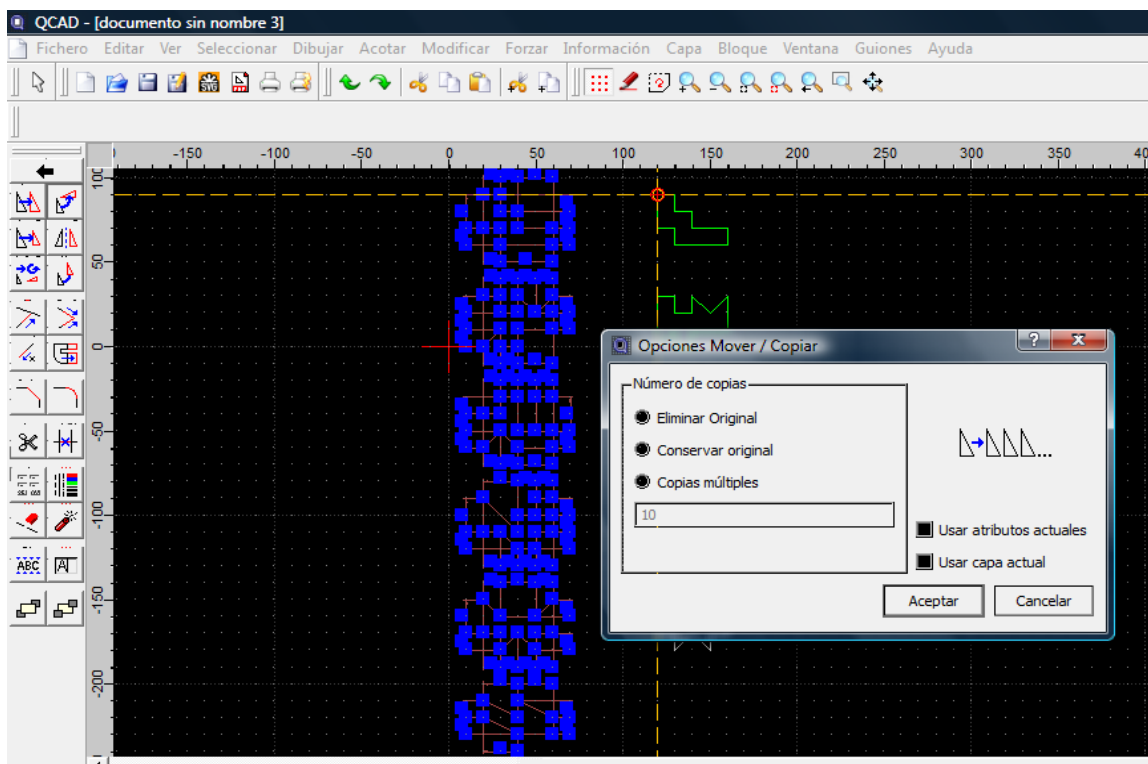 QCAD - [documento sin nombre 3]
Fichero Editar Ver Seleccionar Dibujar Acotar Modificar Forzar Información Capa Bloque Ventana Guiones Ayuda
SVG
-150 -100 -50 0 50 100 150 200 250 300 350 40
100
50
0
-50
-100
-150
-200
ABC A
Opciones Mover / Copiar
Número de copias
Eliminar Original
Conservar original
Copias múltiples
10
Usar atributos actuales
Usar capa actual
Aceptar Cancelar